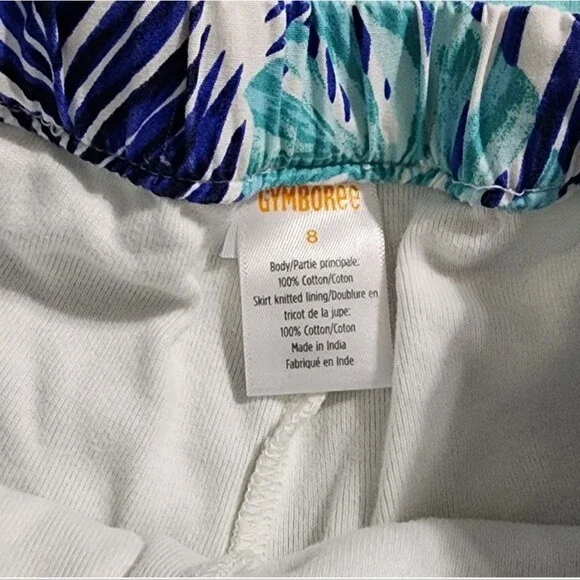 GYMBOREE
8
Body/Partie principale:
100% Cotton/Coton
Skirt knitted lining/Doublure en
tricot de la jupe:
100% Cotton/Coton
Made in India
Fabriqué en Inde